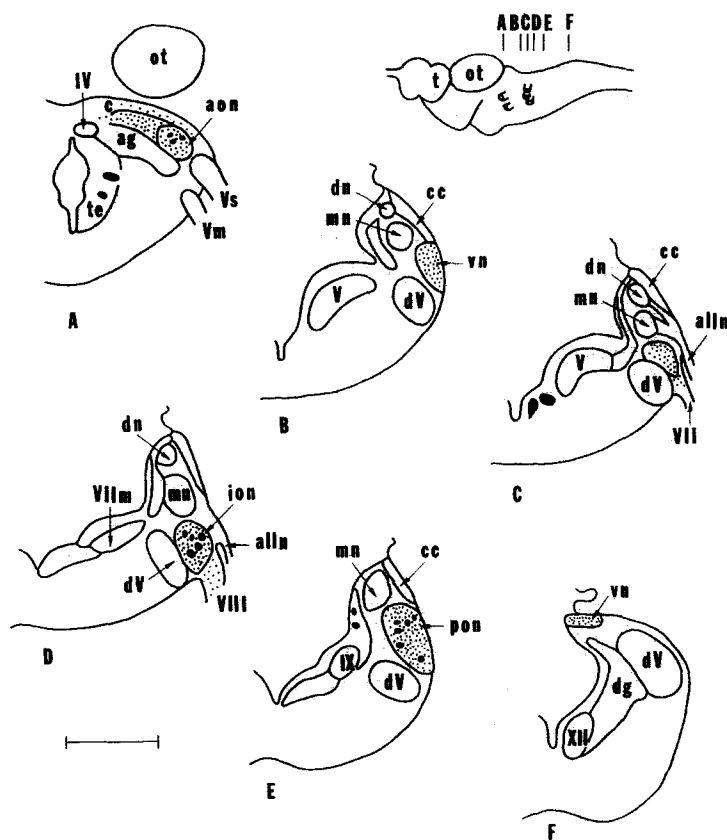 ot
IV
c
aon
ag
te
Vs
Vm
A
A B C D E F
t
ot
dn
cc
mn
vn
V
dV
B
cc
dn
mn
alln
V
dV
VII
C
dn
VIIm
mn
ion
alln
dV
VIII
D
mn
cc
pon
IX
dV
E
vn
dV
dg
XII
F